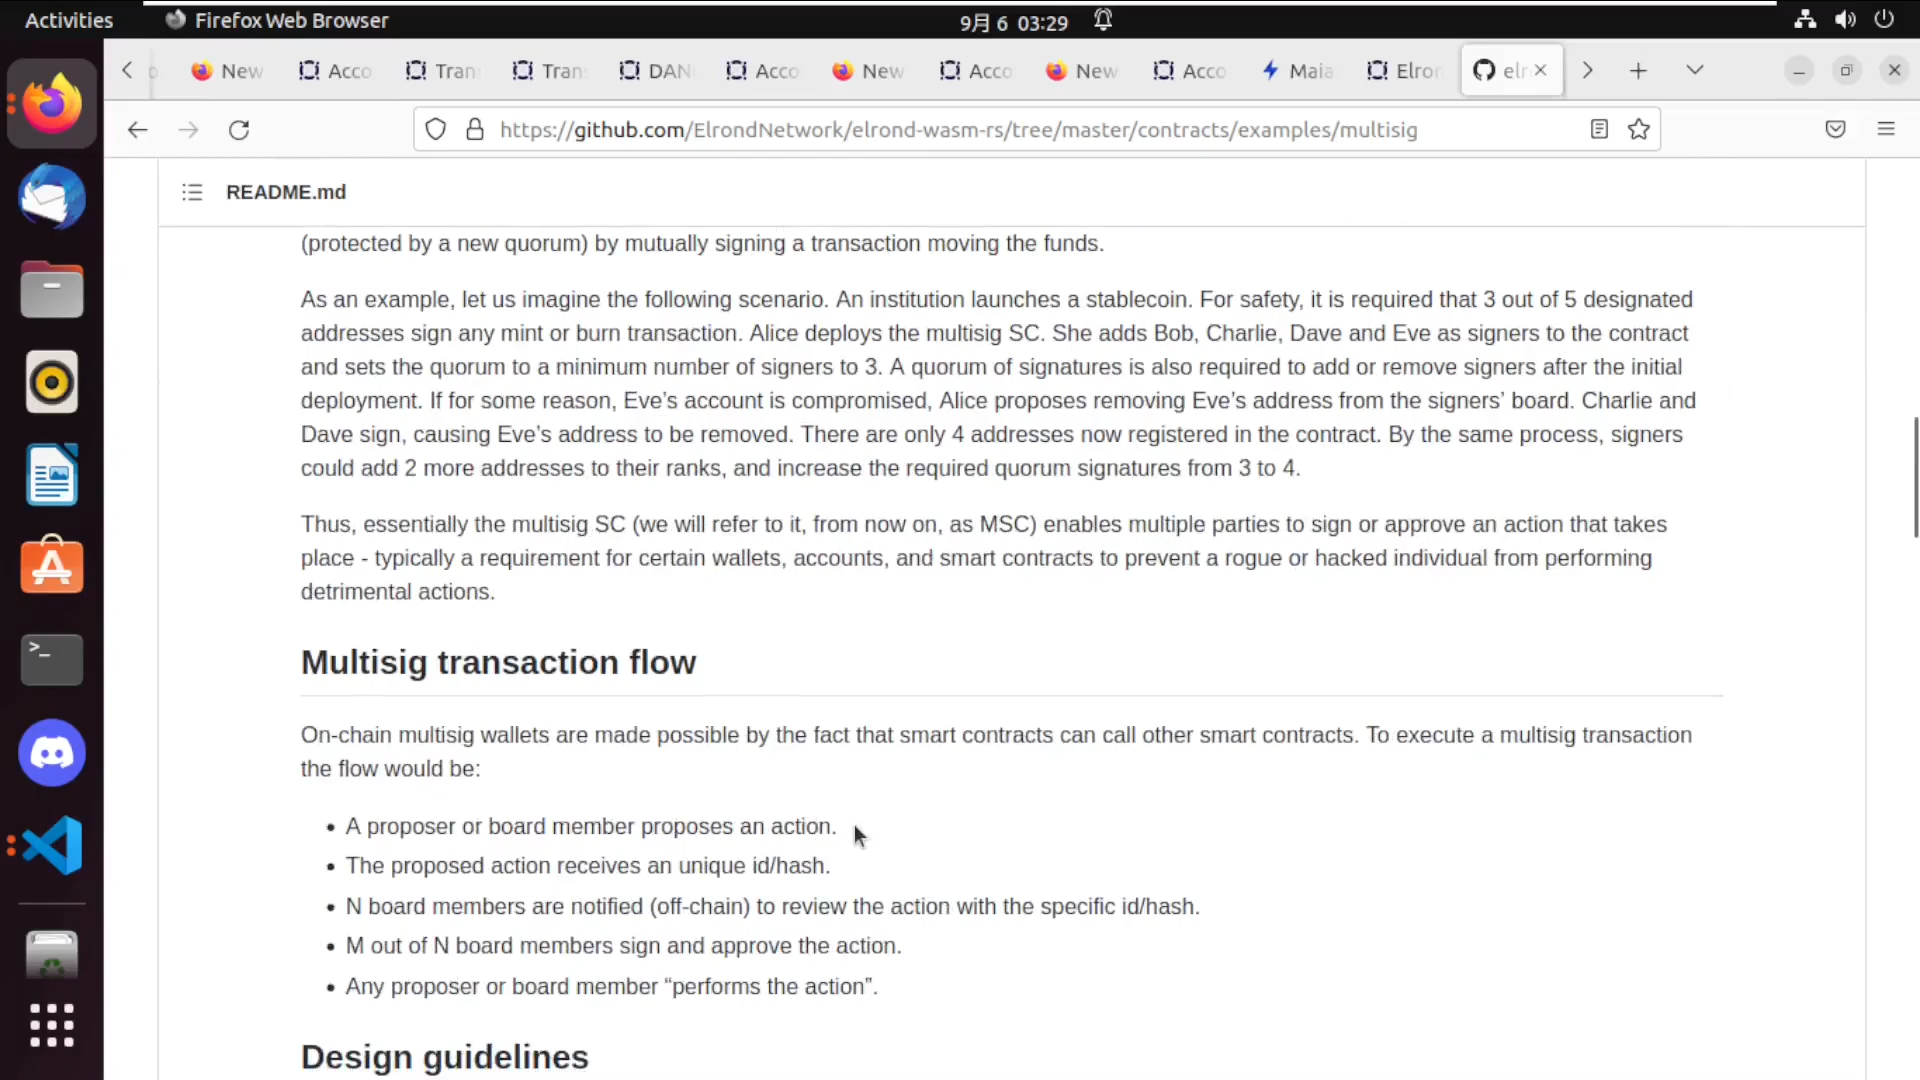 Activities
Firefox Web Browser
9月 6 03:29
New
Acco
Tran
Tran
DAN
Acco
New
Acco
New
Acco
Maia
Elror
elr
https://github.com/ElrondNetwork/elrond-wasm-rs/tree/master/contracts/examples/multisig
README.md
(protected by a new quorum) by mutually signing a transaction moving the funds.
As an example, let us imagine the following scenario. An institution launches a stablecoin. For safety, it is required that 3 out of 5 designated
addresses sign any mint or burn transaction. Alice deploys the multisig SC. She adds Bob, Charlie, Dave and Eve as signers to the contract
and sets the quorum to a minimum number of signers to 3. A quorum of signatures is also required to add or remove signers after the initial
deployment. If for some reason, Eve’s account is compromised, Alice proposes removing Eve’s address from the signers’ board. Charlie and
Dave sign, causing Eve’s address to be removed. There are only 4 addresses now registered in the contract. By the same process, signers
could add 2 more addresses to their ranks, and increase the required quorum signatures from 3 to 4.
Thus, essentially the multisig SC (we will refer to it, from now on, as MSC) enables multiple parties to sign or approve an action that takes
place - typically a requirement for certain wallets, accounts, and smart contracts to prevent a rogue or hacked individual from performing
detrimental actions.
Multisig transaction flow
On-chain multisig wallets are made possible by the fact that smart contracts can call other smart contracts. To execute a multisig transaction
the flow would be:
• A proposer or board member proposes an action.
• The proposed action receives an unique id/hash.
• N board members are notified (off-chain) to review the action with the specific id/hash.
• M out of N board members sign and approve the action.
• Any proposer or board member “performs the action”.
Design guidelines